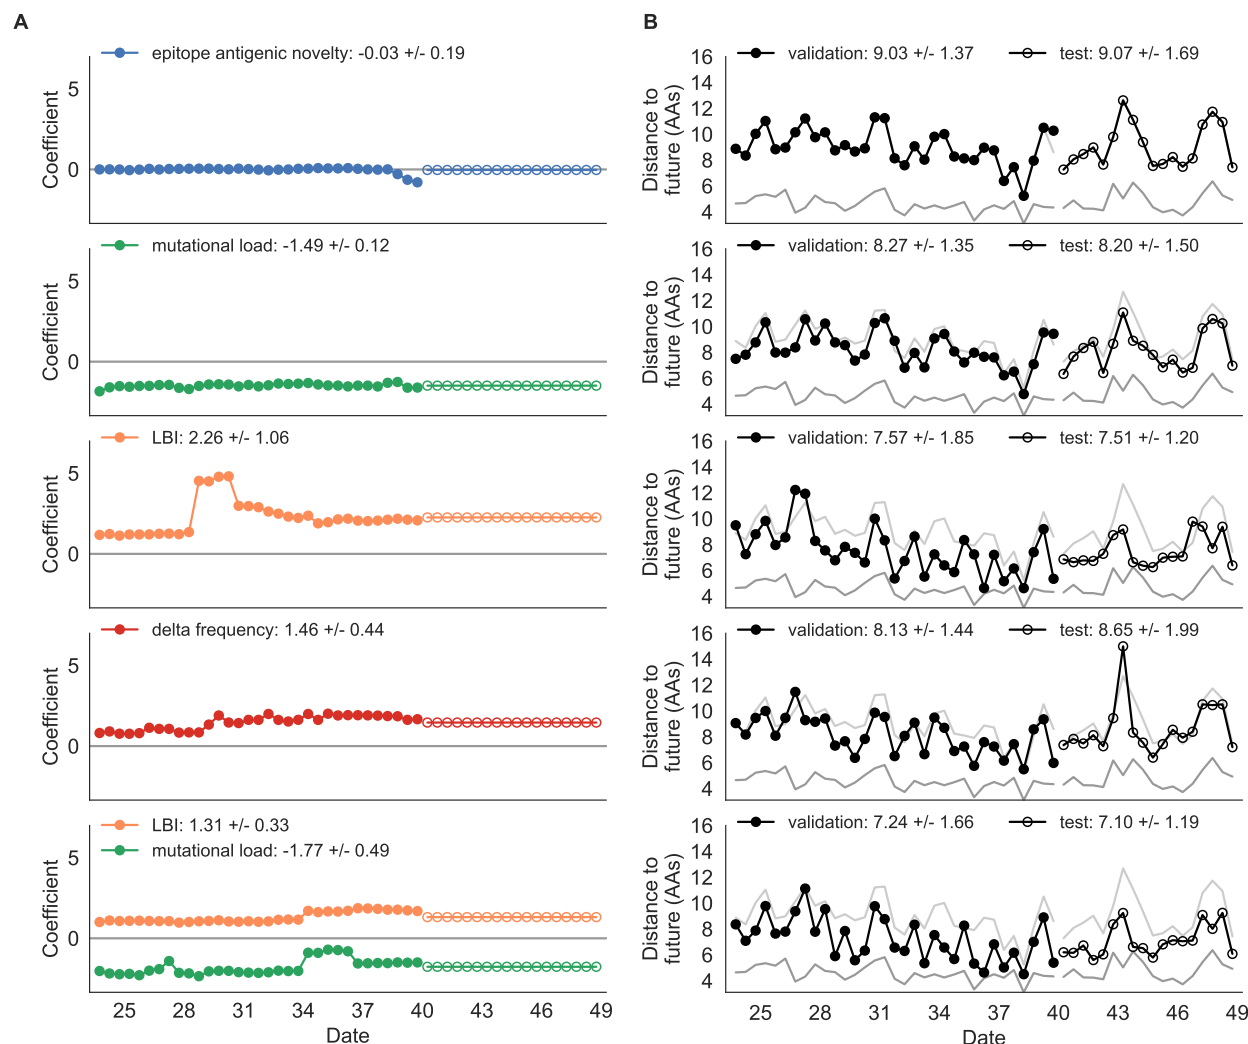 A
epitope antigenic novelty: -0.03 +/- 0.19
5
0
Coefficient
mutational load: -1.49 +/- 0.12
5
0
Coefficient
LBI: 2.26 +/- 1.06
5
0
Coefficient
delta frequency: 1.46 +/- 0.44
5
0
Coefficient
LBI: 1.31 +/- 0.33
mutational load: -1.77 +/- 0.49
5
0
Coefficient
25 28 31 34 37 40 43 46 49
Date
B
validation: 9.03 +/- 1.37 test: 9.07 +/- 1.69
16
14
12
10
8
6
4
Distance to
future (AAs)
validation: 8.27 +/- 1.35 test: 8.20 +/- 1.50
16
14
12
10
8
6
4
Distance to
future (AAs)
validation: 7.57 +/- 1.85 test: 7.51 +/- 1.20
16
14
12
10
8
6
4
Distance to
future (AAs)
validation: 8.13 +/- 1.44 test: 8.65 +/- 1.99
16
14
12
10
8
6
4
Distance to
future (AAs)
validation: 7.24 +/- 1.66 test: 7.10 +/- 1.19
16
14
12
10
8
6
4
Distance to
future (AAs)
25 28 31 34 37 40 43 46 49
Date